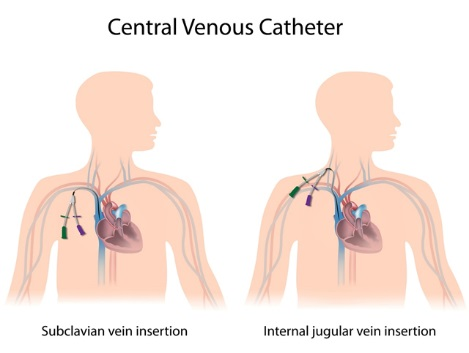 Central Venous Catheter
Subclavian vein insertion
Internal jugular vein insertion